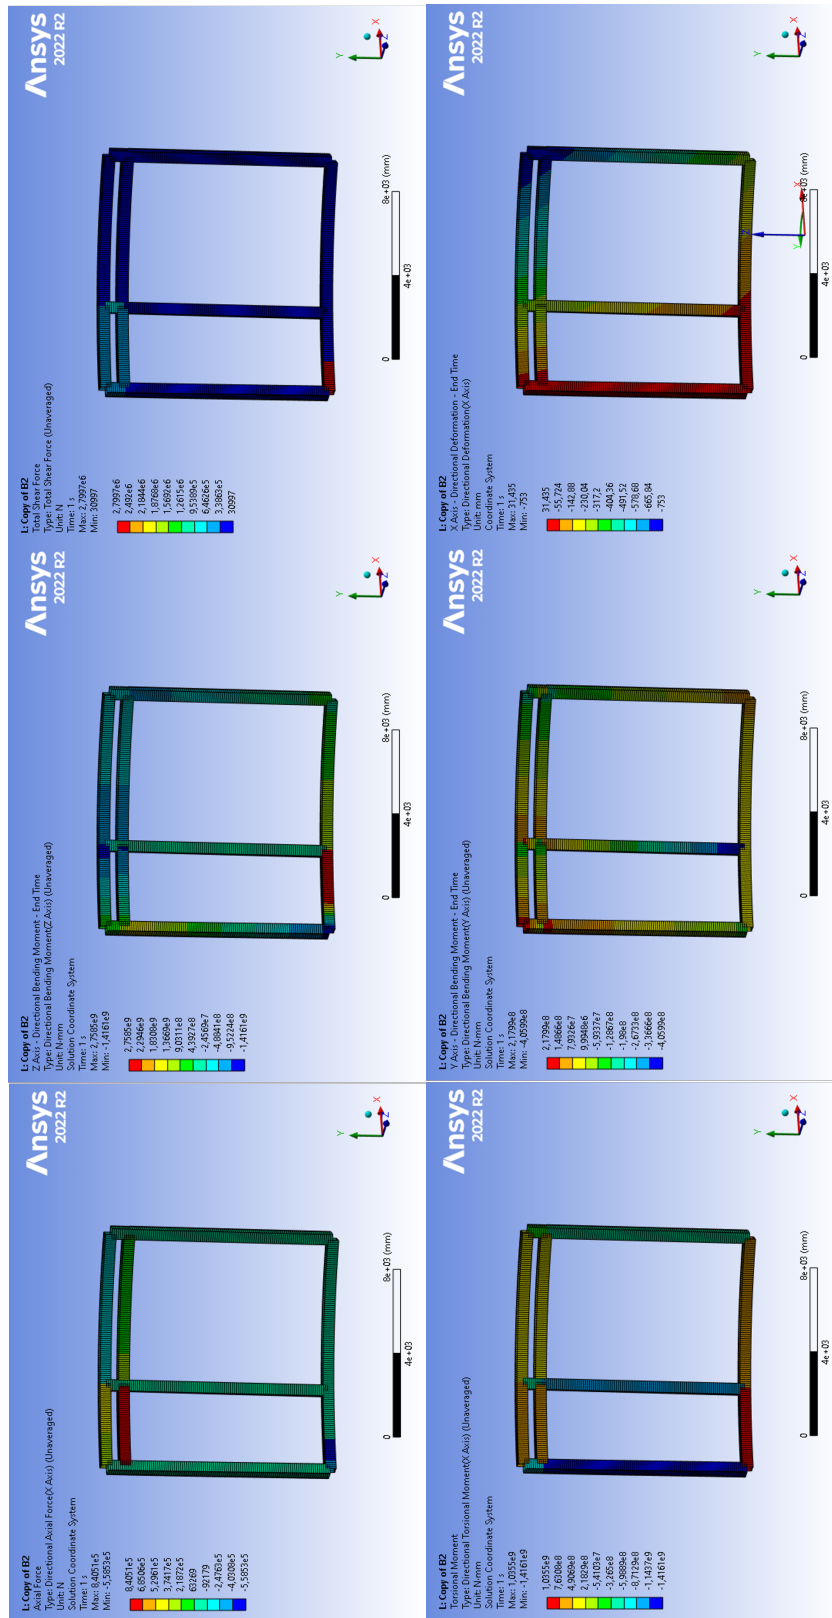 L: Copy of B2
Total Shear Force
Type: Total Shear Force (Unaveraged)
Unit: N
Time: 1 s
Max: 2,7997e6
Min: 30997
2,7997e6
2,492e6
2,1844e6
1,8768e6
1,5692e6
1,2615e6
9,5389e5
6,4626e5
3,3863e5
30997
Ansys
2022 R2
Y
X
Z
0
4e+03
8e+03 (mm)
L: Copy of B2
X Axis - Directional Deformation - End Time
Type: Directional Deformation(X Axis)
Unit: mm
Coordinate System
Time: 1 s
Max: 31,435
Min: -753
31,435
-55,724
-142,88
-230,04
-317,2
-404,36
-491,52
-578,68
-665,84
-753
Ansys
2022 R2
Y
X
Z
X
Y
Z
0
4e+03
8e+03 (mm)
L: Copy of B2
Z Axis - Directional Bending Moment - End Time
Type: Directional Bending Moment(Z Axis) (Unaveraged)
Unit: N·mm
Solution Coordinate System
Time: 1 s
Max: 2,7585e9
Min: -1,4161e9
2,7585e9
2,2946e9
1,8308e9
1,3669e9
9,0311e8
4,3927e8
-2,4569e7
-4,8841e8
-9,5224e8
-1,4161e9
Ansys
2022 R2
Y
X
Z
0
4e+03
8e+03 (mm)
L: Copy of B2
Y Axis - Directional Bending Moment - End Time
Type: Directional Bending Moment(Y Axis) (Unaveraged)
Unit: N·mm
Solution Coordinate System
Time: 1 s
Max: 2,1799e8
Min: -4,0599e8
2,1799e8
1,4866e8
7,9326e7
9,9948e6
-5,9337e7
-1,2867e8
-1,98e8
-2,6733e8
-3,3666e8
-4,0599e8
Ansys
2022 R2
Y
X
Z
0
4e+03
8e+03 (mm)
L: Copy of B2
Axial Force
Type: Directional Axial Force(X Axis) (Unaveraged)
Unit: N
Solution Coordinate System
Time: 1 s
Max: 8,4051e5
Min: -5,5853e5
8,4051e5
6,8506e5
5,2961e5
3,7417e5
2,1872e5
63269
-92179
-2,4763e5
-4,0308e5
-5,5853e5
Ansys
2022 R2
Y
X
Z
0
4e+03
8e+03 (mm)
L: Copy of B2
Torsional Moment
Type: Directional Torsional Moment(X Axis) (Unaveraged)
Unit: N·mm
Solution Coordinate System
Time: 1 s
Max: 1,0355e9
Min: -1,4161e9
1,0355e9
7,6308e8
4,9069e8
2,1829e8
-5,4103e7
-3,265e8
-5,9889e8
-8,7129e8
-1,1437e9
-1,4161e9
Ansys
2022 R2
Y
X
Z
0
4e+03
8e+03 (mm)